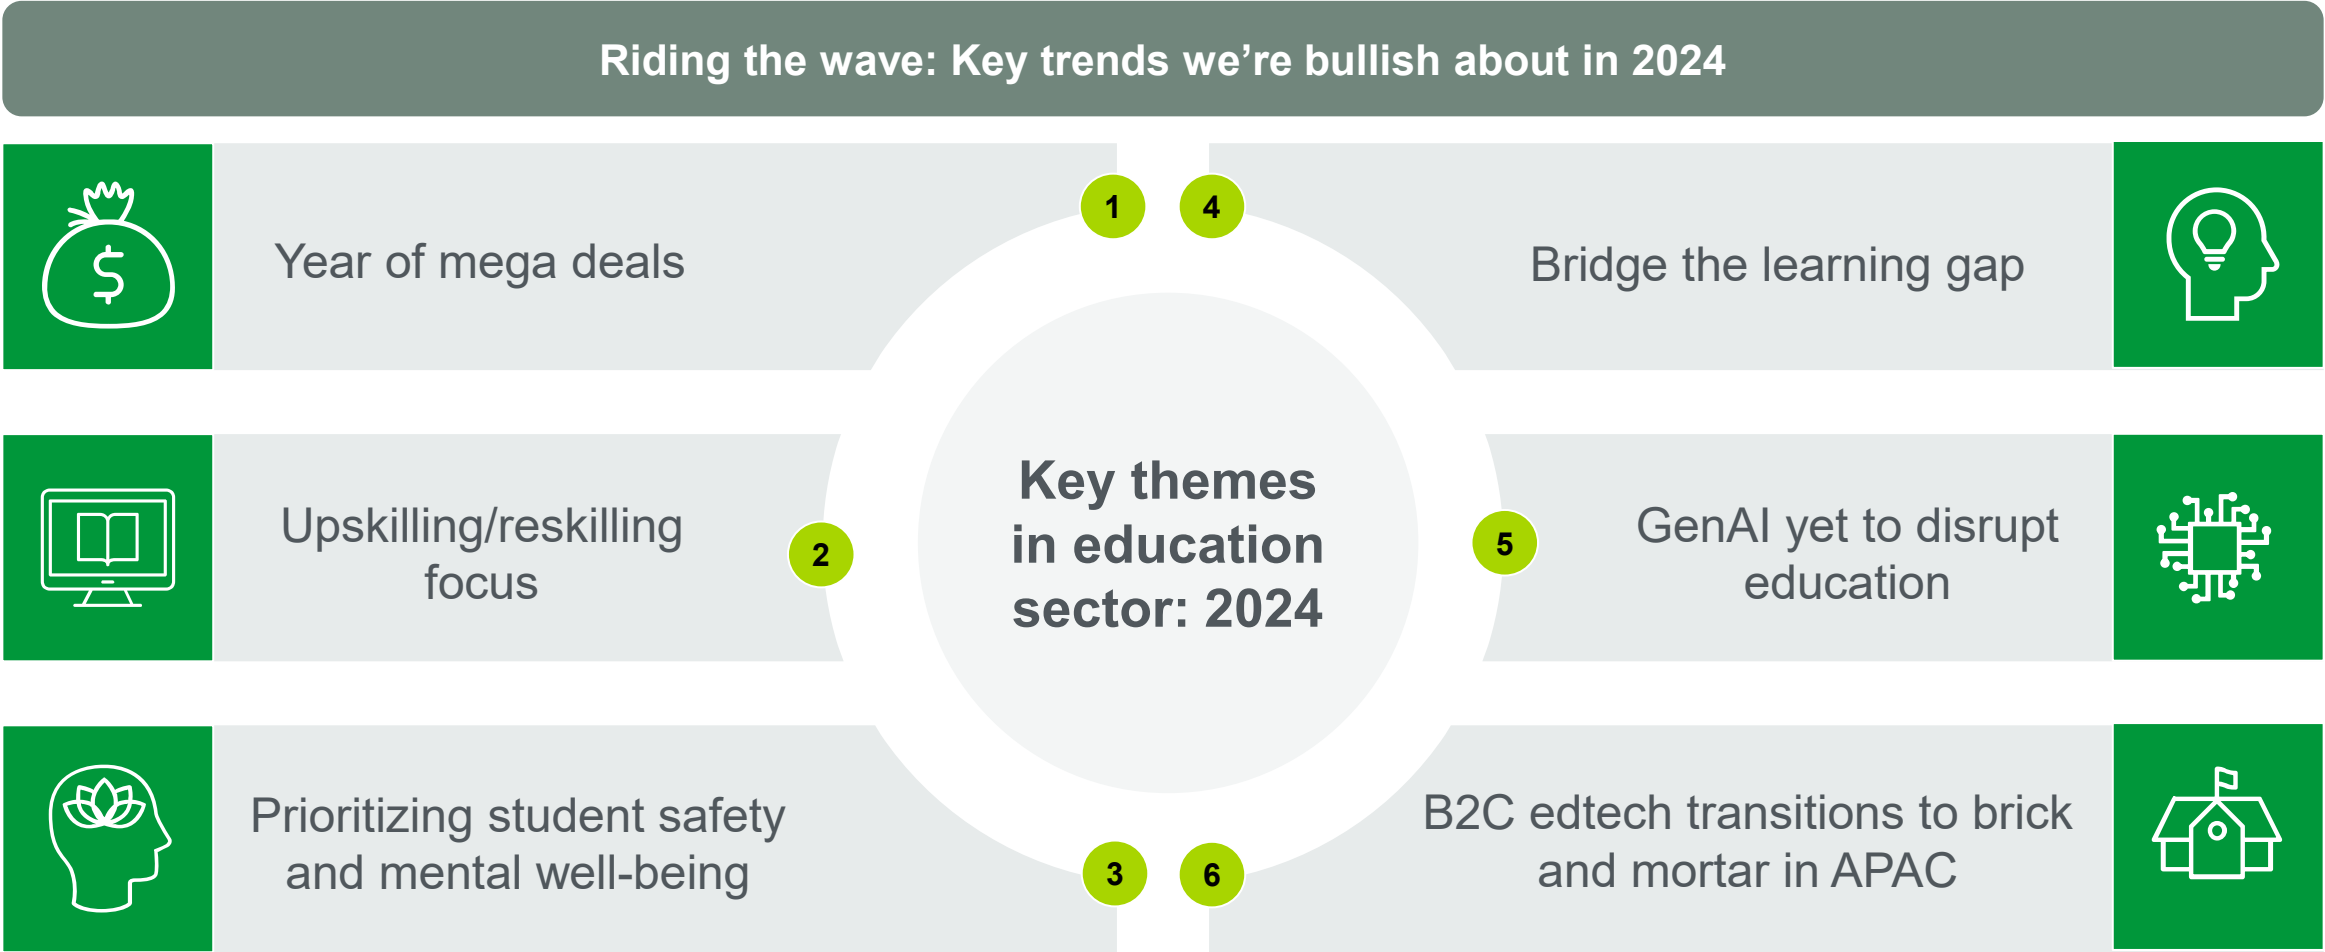 Riding the wave: Key trends we’re bullish about in 2024
1
Year of mega deals
2
Upskilling/reskilling
focus
3
Prioritizing student safety
and mental well-being
Key themes
in education
sector: 2024
4
Bridge the learning gap
5
GenAI yet to disrupt
education
6
B2C edtech transitions to brick
and mortar in APAC
$